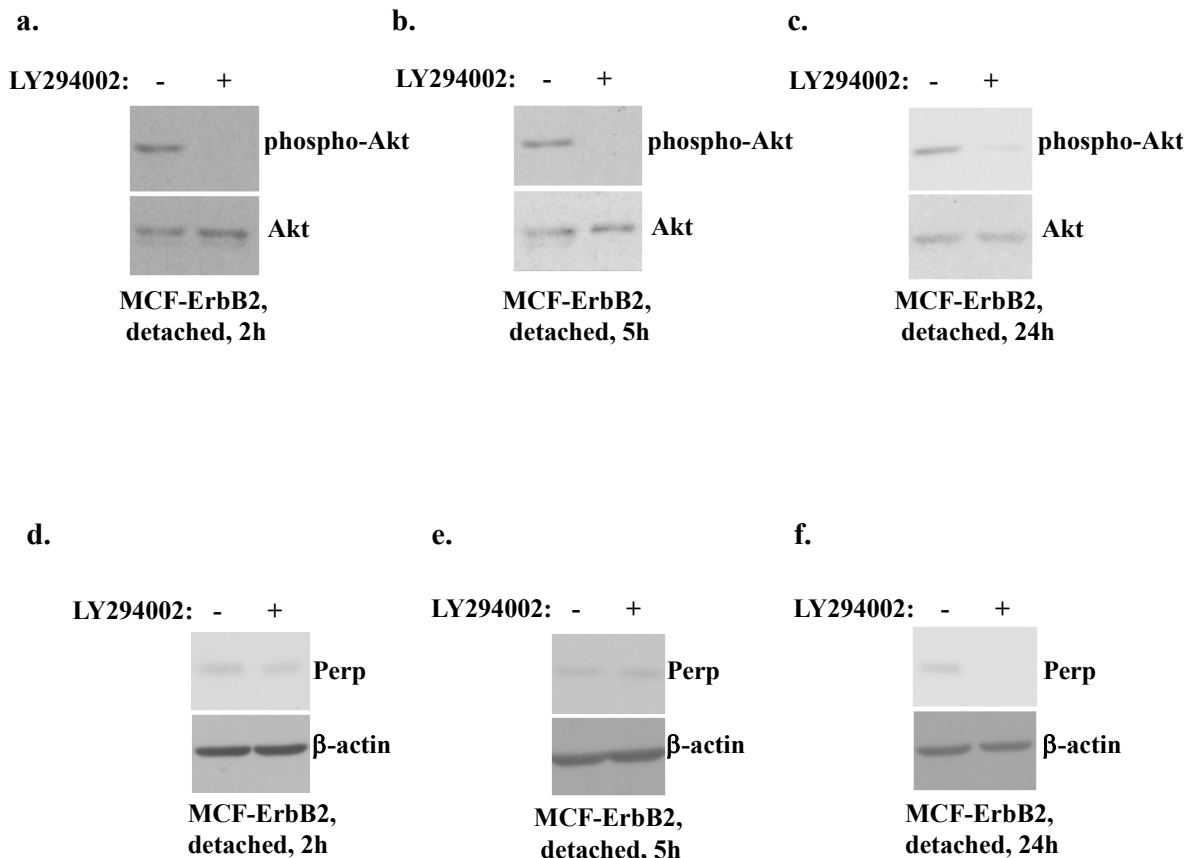 a.
LY294002: - +
phospho-Akt
Akt
MCF-ErbB2,
detached, 2h
b.
LY294002: - +
phospho-Akt
Akt
MCF-ErbB2,
detached, 5h
c.
LY294002: - +
phospho-Akt
Akt
MCF-ErbB2,
detached, 24h
d.
LY294002: - +
Perp
β-actin
MCF-ErbB2,
detached, 2h
e.
LY294002: - +
Perp
β-actin
MCF-ErbB2,
detached, 5h
f.
LY294002: - +
Perp
β-actin
MCF-ErbB2,
detached, 24h